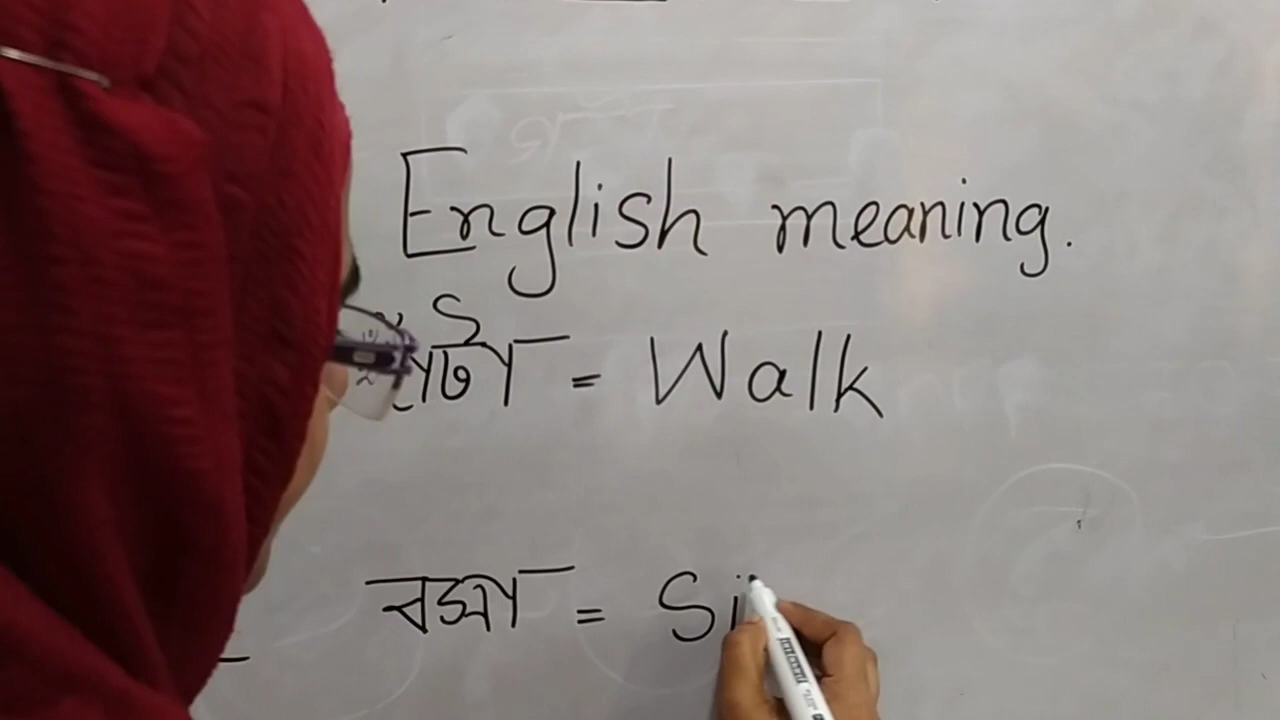 English meaning.
= Walk
বসা = Si